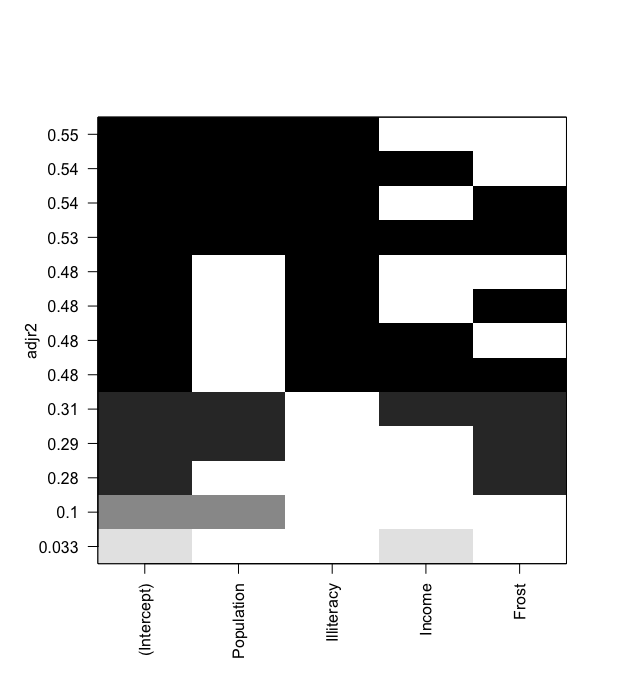 0.55
0.54
0.54
0.53
0.48
0.48
0.48
0.48
0.31
0.29
0.28
0.1
0.033
adjr2
(Intercept)
Population
Illiteracy
Income
Frost